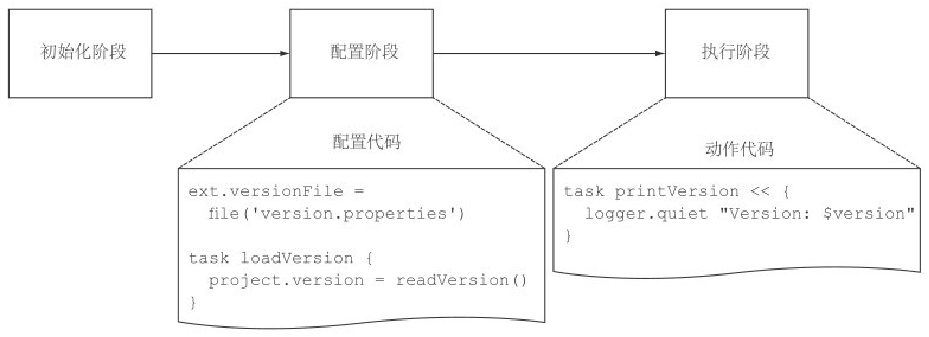 初始化阶段
配置阶段
执行阶段
配置代码
ext.versionFile =
  file('version.properties')

task loadVersion {
  project.version = readVersion()
}
动作代码
task printVersion << {
  logger.quiet "Version: $version"
}